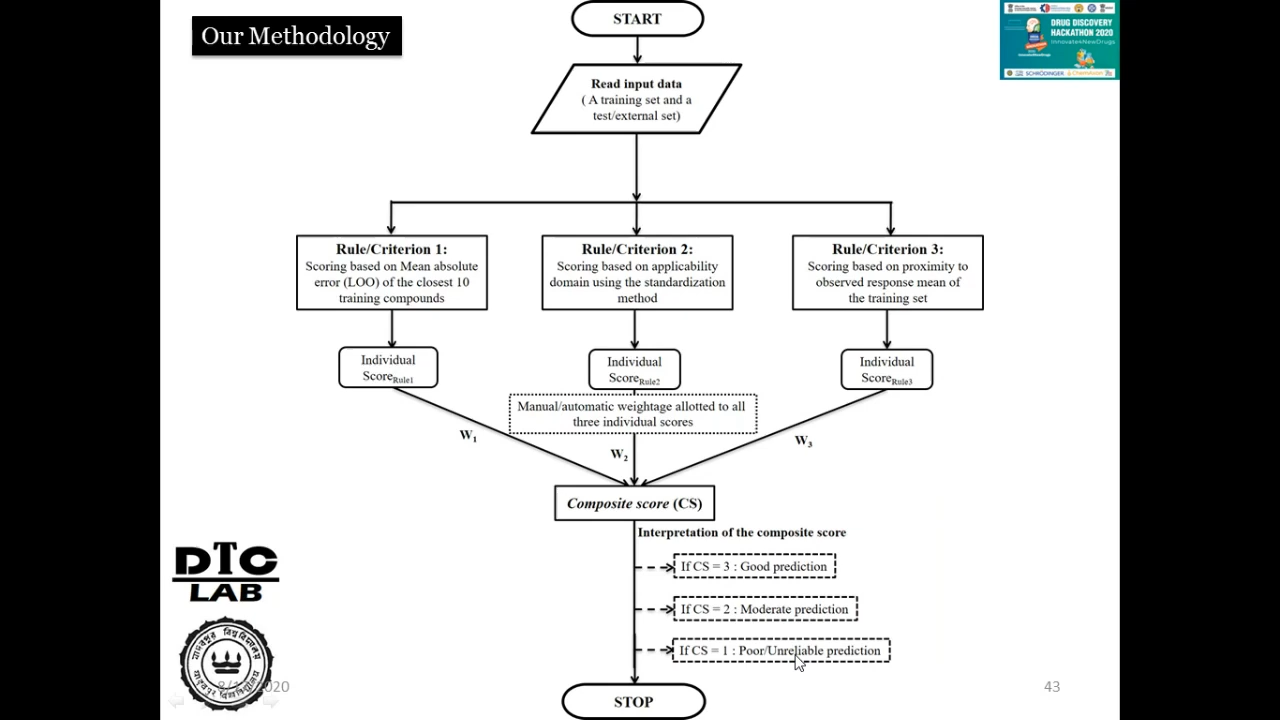 Our Methodology
START
DRUG DISCOVERY
HACKATHON 2020
SCHRÖDINGER
Read input data
( A training set and a
test/external set)
Rule/Criterion 1:
Scoring based on Mean absolute
error (LOO) of the closest 10
training compounds
Rule/Criterion 2:
Scoring based on applicability
domain using the standardization
method
Rule/Criterion 3:
Scoring based on proximity to
observed response mean of
the training set
Individual
ScoreRule1
Individual
ScoreRule2
Individual
ScoreRule3
Manual/automatic weightage allotted to all
three individual scores
W1
W2
W3
Composite score (CS)
Interpretation of the composite score
If CS = 3 : Good prediction
If CS = 2 : Moderate prediction
If CS = 1 : Poor/Unreliable prediction
STOP
DTC
LAB
43